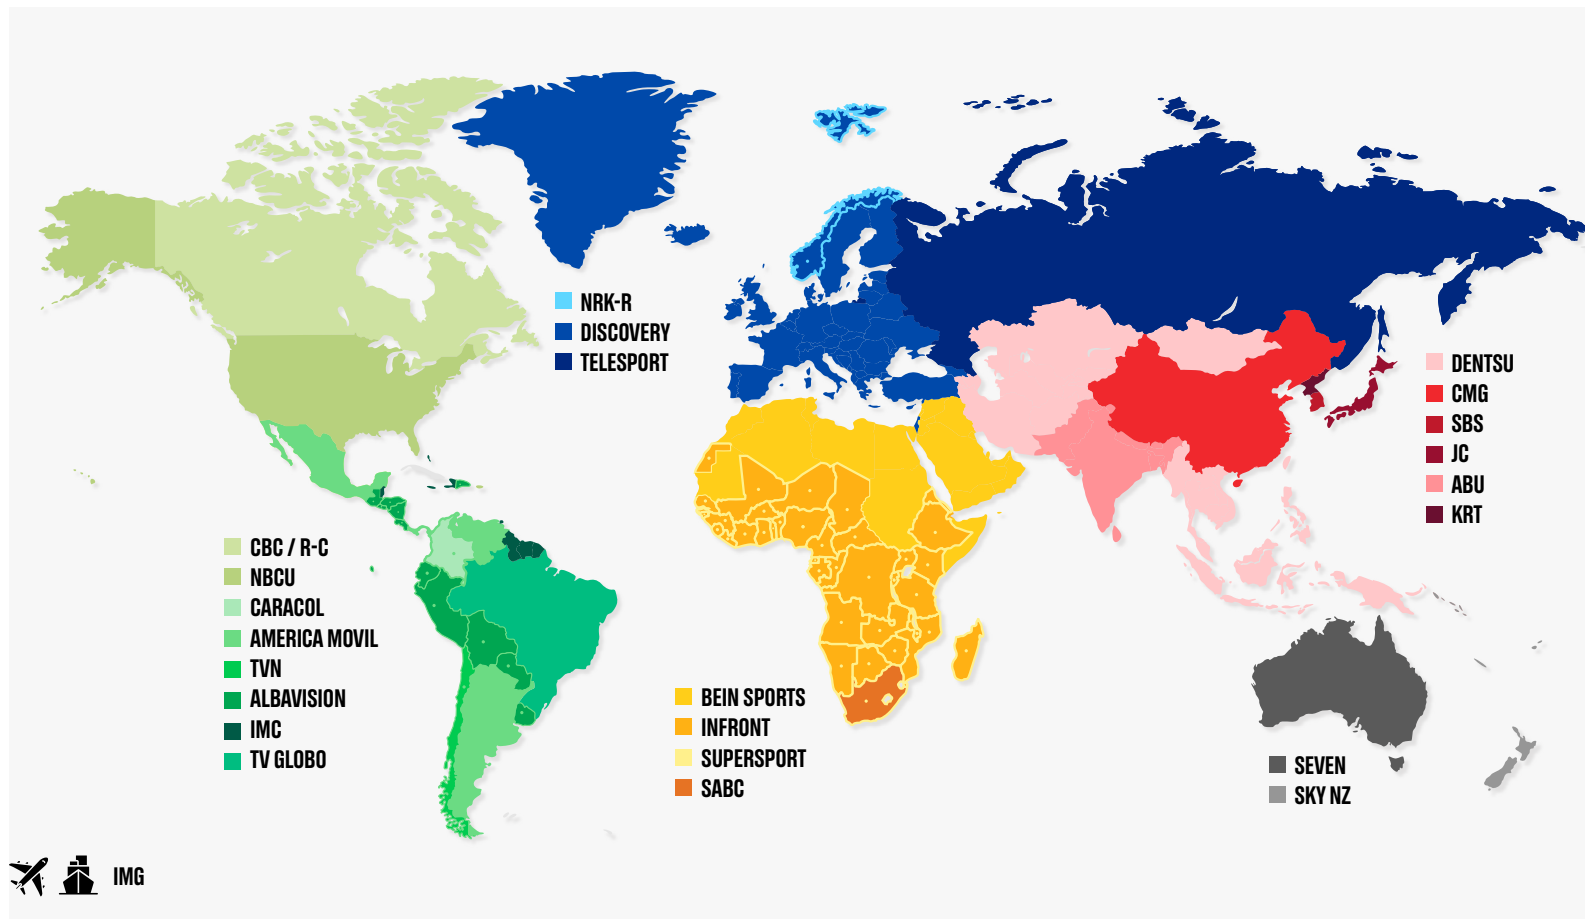 NRK-R
DISCOVERY
TELESPORT
DENTSU
CMG
SBS
JC
ABU
KRT
CBC / R-C
NBCU
CARACOL
AMERICA MOVIL
TVN
ALBAVISION
IMC
TV GLOBO
BEIN SPORTS
INFRONT
SUPERSPORT
SABC
SEVEN
SKY NZ
IMG